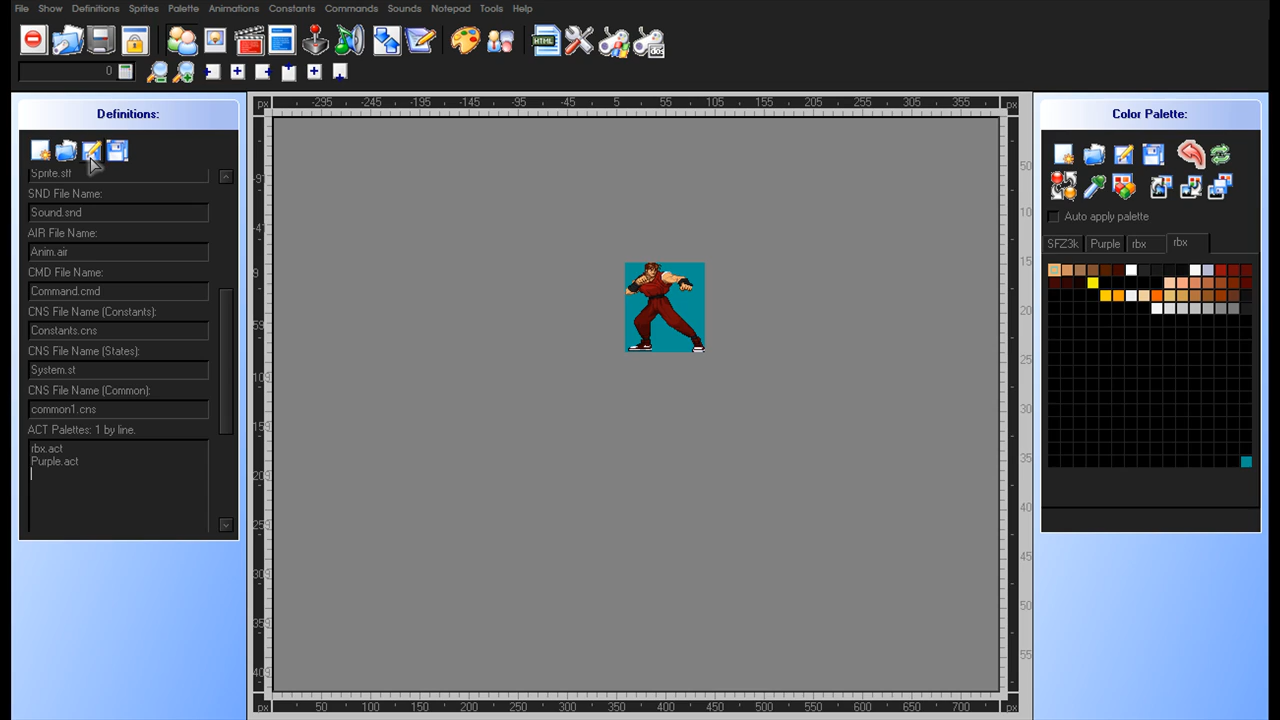 File Show Definitions Sprites Palette Animations Constants Commands Sounds Notepad Tools Help
HTML
dos
0
Definitions:
Sprite.sff
SND File Name:
Sound.snd
AIR File Name:
Anim.air
CMD File Name:
Command.cmd
CNS File Name (Constants):
Constants.cns
CNS File Name (States):
System.st
CNS File Name (Common):
common1.cns
ACT Palettes: 1 by line.
rbx.act
Purple.act
px -295 -245 -195 -145 -95 -45 5 55 105 155 205 255 305 355 px
px 50 100 150 200 250 300 350 400 450 500 550 600 650 700 px
Color Palette:
Auto apply palette
SFZ3k Purple rbx rbx